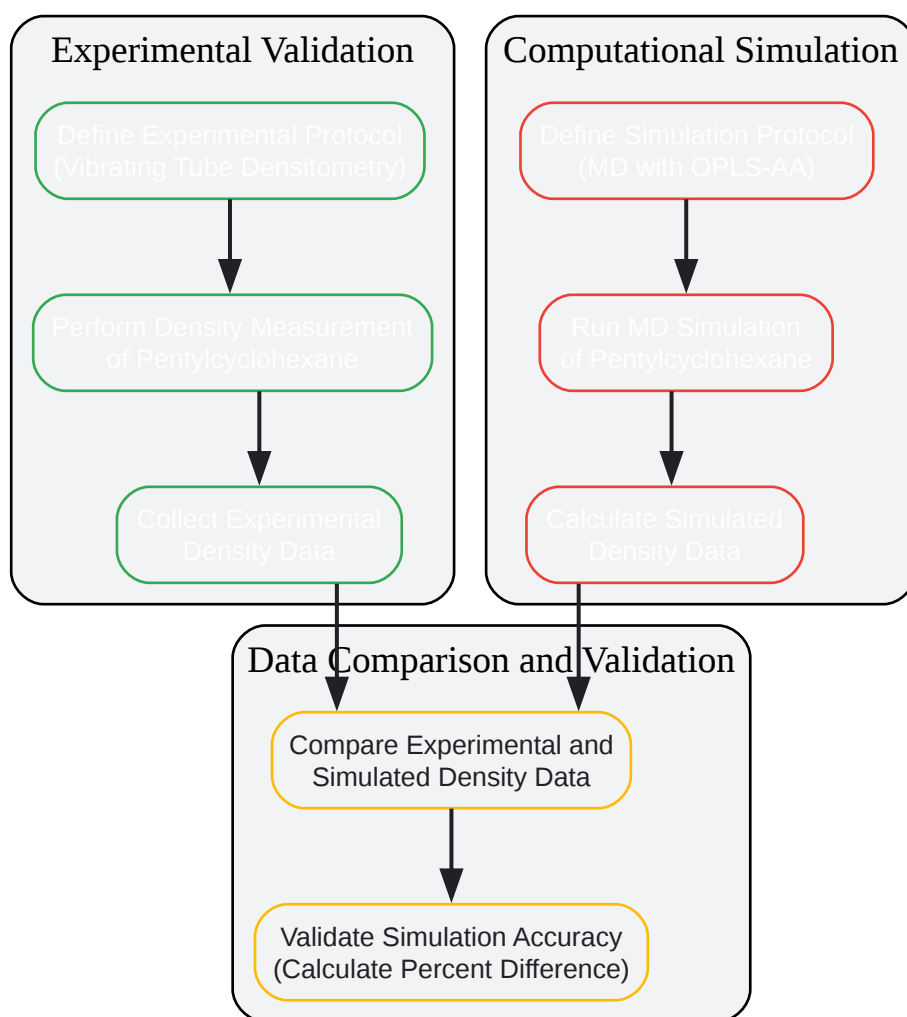 Experimental Validation
Define Experimental Protocol
(Vibrating Tube Densitometry)
Perform Density Measurement
of Pentylcyclohexane
Collect Experimental
Density Data
Computational Simulation
Define Simulation Protocol
(MD with OPLS-AA)
Run MD Simulation
of Pentylcyclohexane
Calculate Simulated
Density Data
Data Comparison and Validation
Compare Experimental and
Simulated Density Data
Validate Simulation Accuracy
(Calculate Percent Difference)